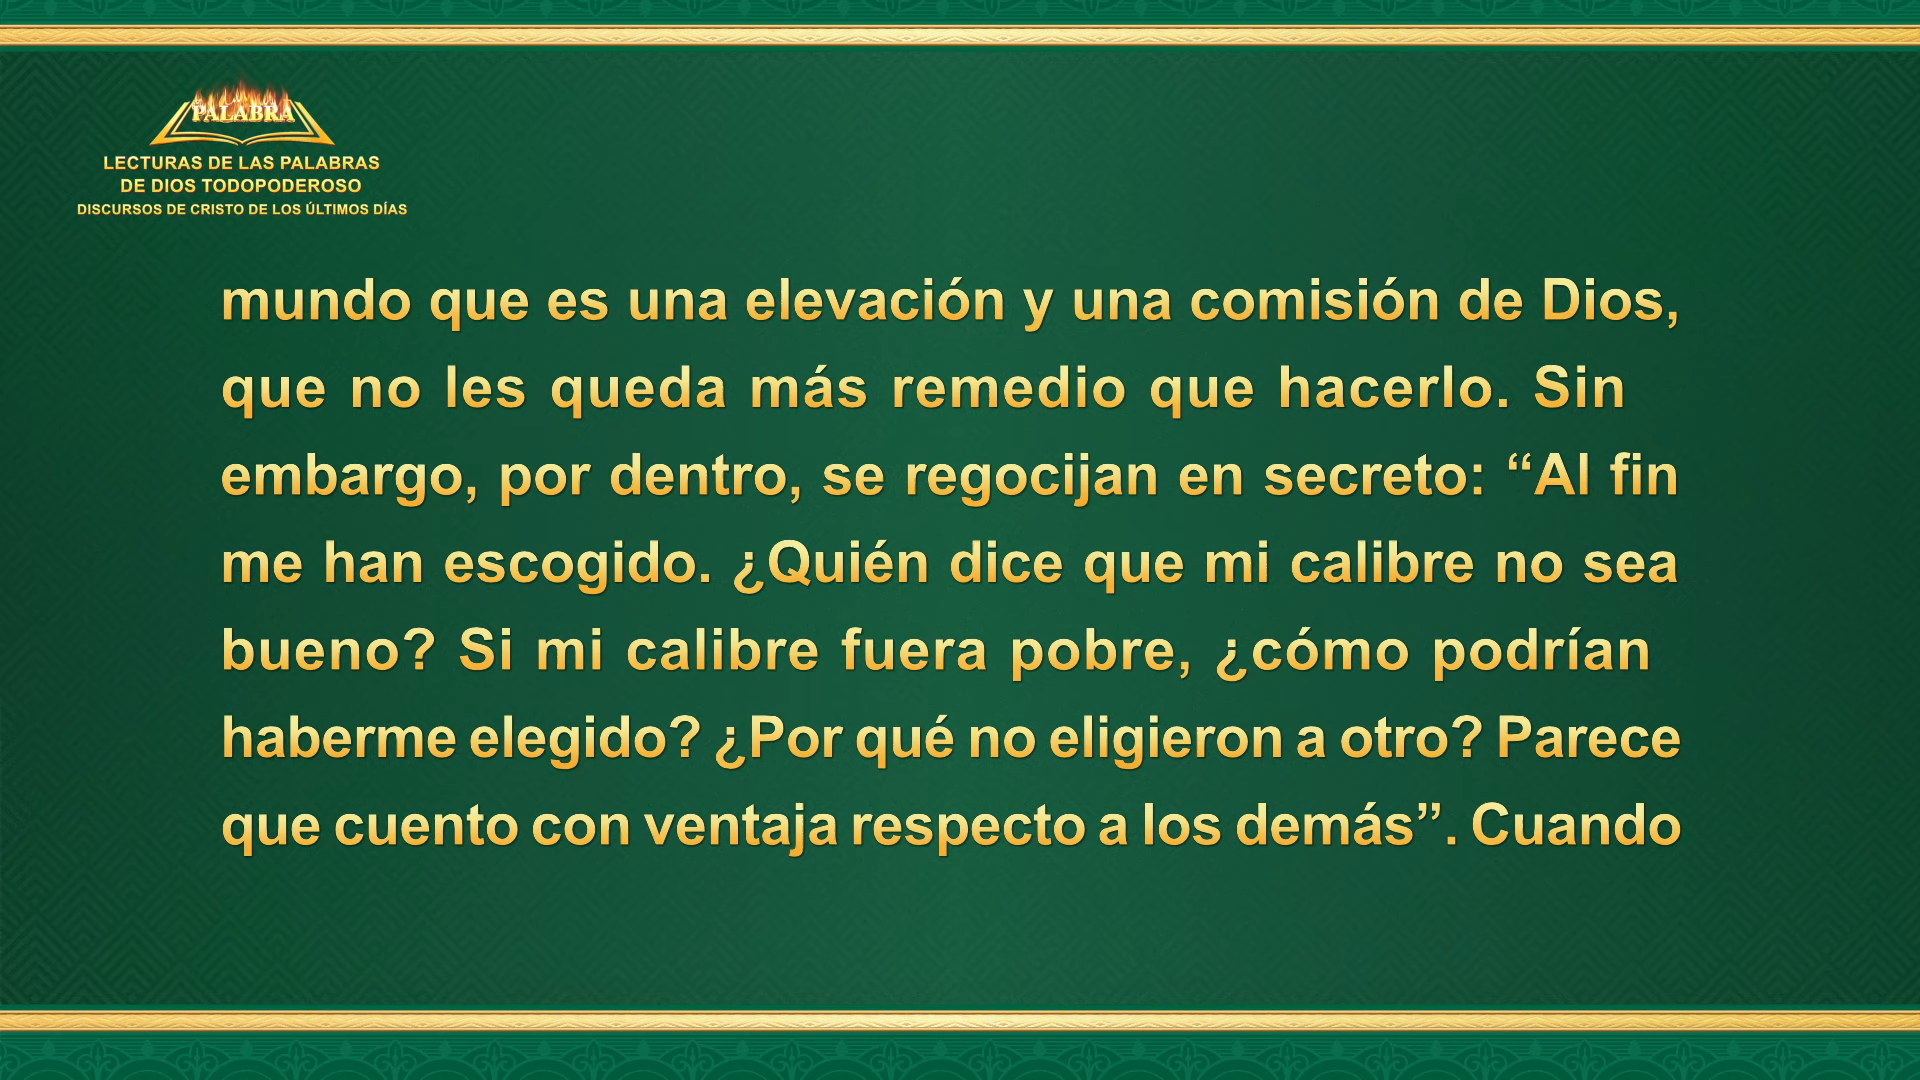 PALABRA
LECTURAS DE LAS PALABRAS
DE DIOS TODOPODEROSO
DISCURSOS DE CRISTO DE LOS ÚLTIMOS DÍAS
mundo que es una elevación y una comisión de Dios,
que no les queda más remedio que hacerlo. Sin
embargo, por dentro, se regocijan en secreto: “Al fin
me han escogido. ¿Quién dice que mi calibre no sea
bueno? Si mi calibre fuera pobre, ¿cómo podrían
haberme elegido? ¿Por qué no eligieron a otro? Parece
que cuento con ventaja respecto a los demás”. Cuando